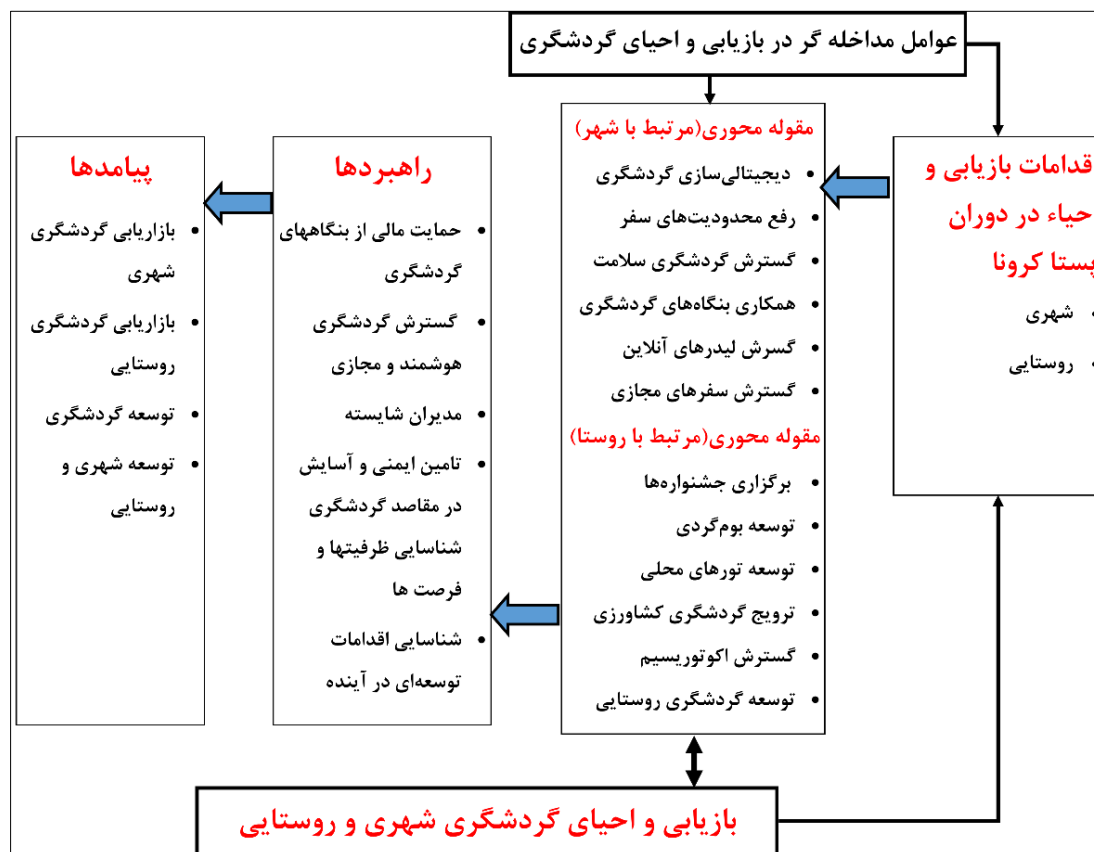 عوامل مداخله گر در بازیابی و احیای گردشگری
قدامات بازیابی و
حیاء در دوران
پستا کرونا
• شهری
• روستایی
مقوله محوری(مرتبط با شهر)
• دیجیتالی‌سازی گردشگری
• رفع محدودیت‌های سفر
• گسترش گردشگری سلامت
• همکاری بنگاه‌های گردشگری
• گسرش لیدرهای آنلاین
• گسترش سفرهای مجازی
مقوله محوری(مرتبط با روستا)
• برگزاری جشنواره‌ها
• توسعه بوم‌گردی
• توسعه تورهای محلی
• ترویج گردشگری کشاورزی
• گسترش اکوتوریسیم
• توسعه گردشگری روستایی
راهبردها
• حمایت مالی از بنگاههای
گردشگری
• گسترش گردشگری
هوشمند و مجازی
• مدیران شایسته
• تامین ایمنی و آسایش
در مقاصد گردشگری
شناسایی ظرفیتها و
فرصت ها
• شناسایی اقدامات
توسعه‌ای در آینده
پیامدها
• بازاریابی گردشگری
شهری
• بازاریابی گردشگری
روستایی
• توسعه گردشگری
• توسعه شهری و
روستایی
بازیابی و احیای گردشگری شهری و روستایی